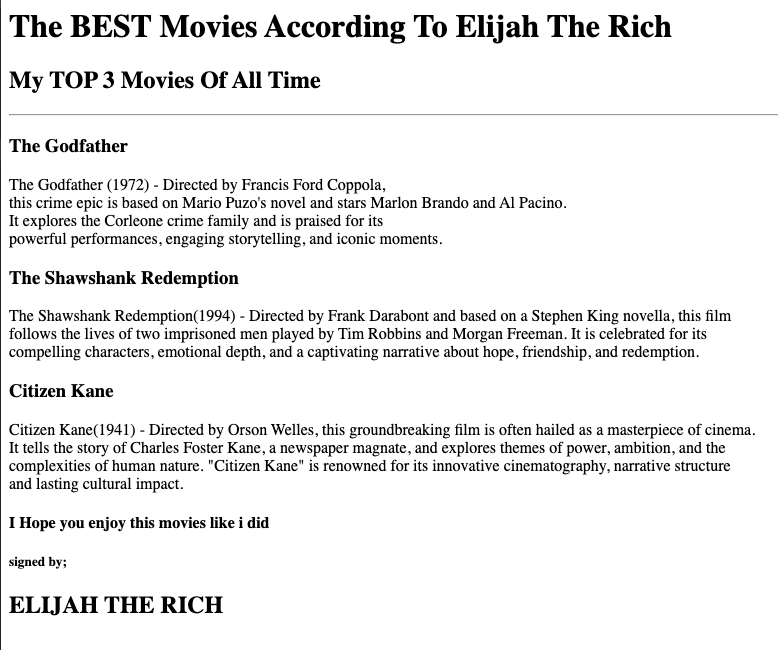 The BEST Movies According To Elijah The Rich
My TOP 3 Movies Of All Time
The Godfather
The Godfather (1972) - Directed by Francis Ford Coppola,
this crime epic is based on Mario Puzo's novel and stars Marlon Brando and Al Pacino.
It explores the Corleone crime family and is praised for its
powerful performances, engaging storytelling, and iconic moments.
The Shawshank Redemption
The Shawshank Redemption(1994) - Directed by Frank Darabont and based on a Stephen King novella, this film
follows the lives of two imprisoned men played by Tim Robbins and Morgan Freeman. It is celebrated for its
compelling characters, emotional depth, and a captivating narrative about hope, friendship, and redemption.
Citizen Kane
Citizen Kane(1941) - Directed by Orson Welles, this groundbreaking film is often hailed as a masterpiece of cinema.
It tells the story of Charles Foster Kane, a newspaper magnate, and explores themes of power, ambition, and the
complexities of human nature. "Citizen Kane" is renowned for its innovative cinematography, narrative structure
and lasting cultural impact.
I Hope you enjoy this movies like i did
signed by;
ELIJAH THE RICH